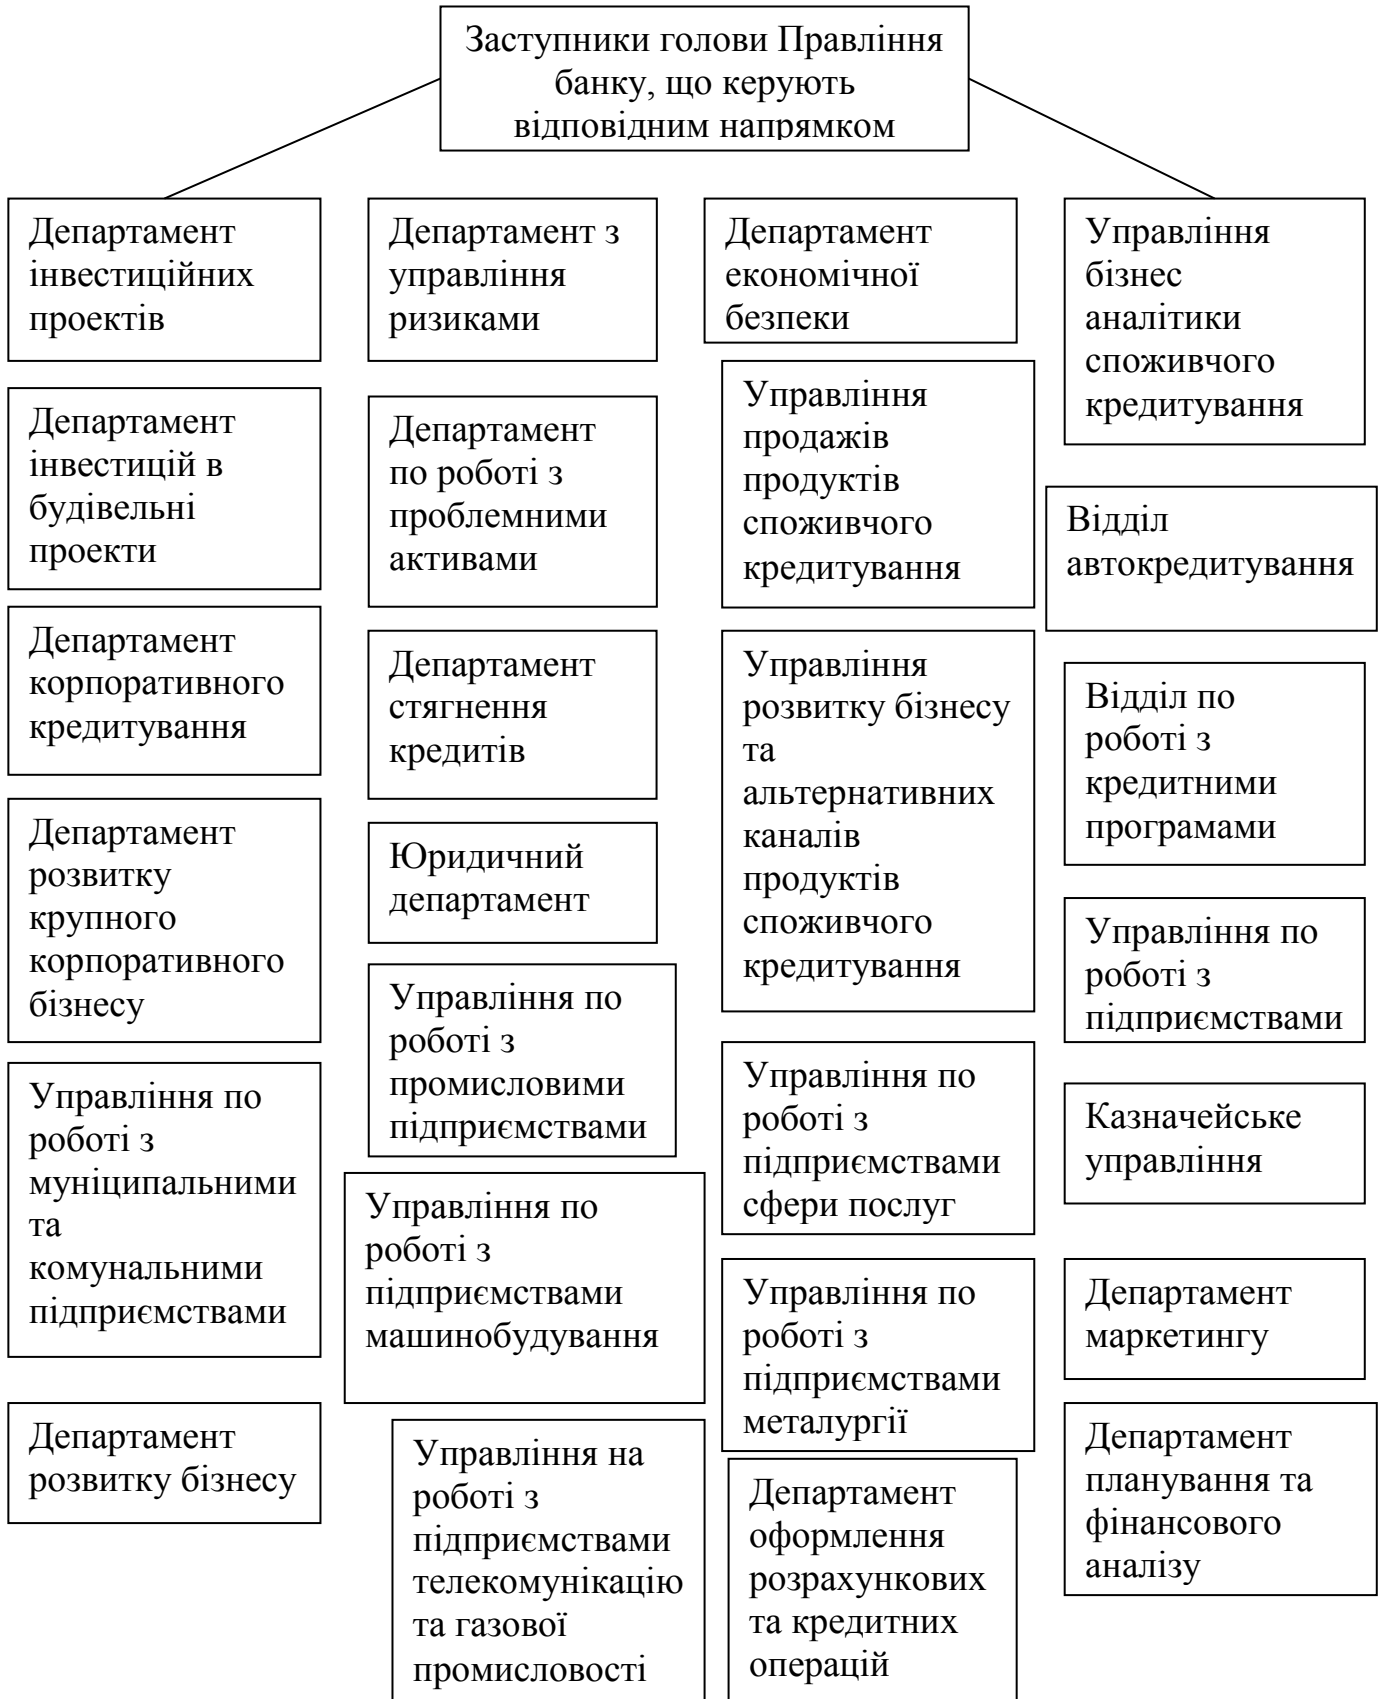 Заступники голови Правління
банку, що керують
відповідним напрямком
Департамент
інвестиційних
проектів
Департамент
інвестицій в
будівельні
проекти
Департамент
корпоративного
кредитування
Департамент
розвитку
крупного
корпоративного
бізнесу
Управління по
роботі з
муніципальними
та
комунальними
підприємствами
Департамент
розвитку бізнесу
Департамент з
управління
ризиками
Департамент
по роботі з
проблемними
активами
Департамент
стягнення
кредитів
Юридичний
департамент
Управління по
роботі з
промисловими
підприємствами
Управління по
роботі з
підприємствами
машинобудування
Управління на
роботі з
підприємствами
телекомунікацію
та газової
промисловості
Департамент
економічної
безпеки
Управління
продажів
продуктів
споживчого
кредитування
Управління
розвитку бізнесу
та
альтернативних
каналів
продуктів
споживчого
кредитування
Управління по
роботі з
підприємствами
сфери послуг
Управління по
роботі з
підприємствами
металургії
Департамент
оформлення
розрахункових
та кредитних
операцій
Управління
бізнес
аналітики
споживчого
кредитування
Відділ
автокредитування
Відділ по
роботі з
кредитними
програмами
Управління по
роботі з
підприємствами
Казначейське
управління
Департамент
маркетингу
Департамент
планування та
фінансового
аналізу